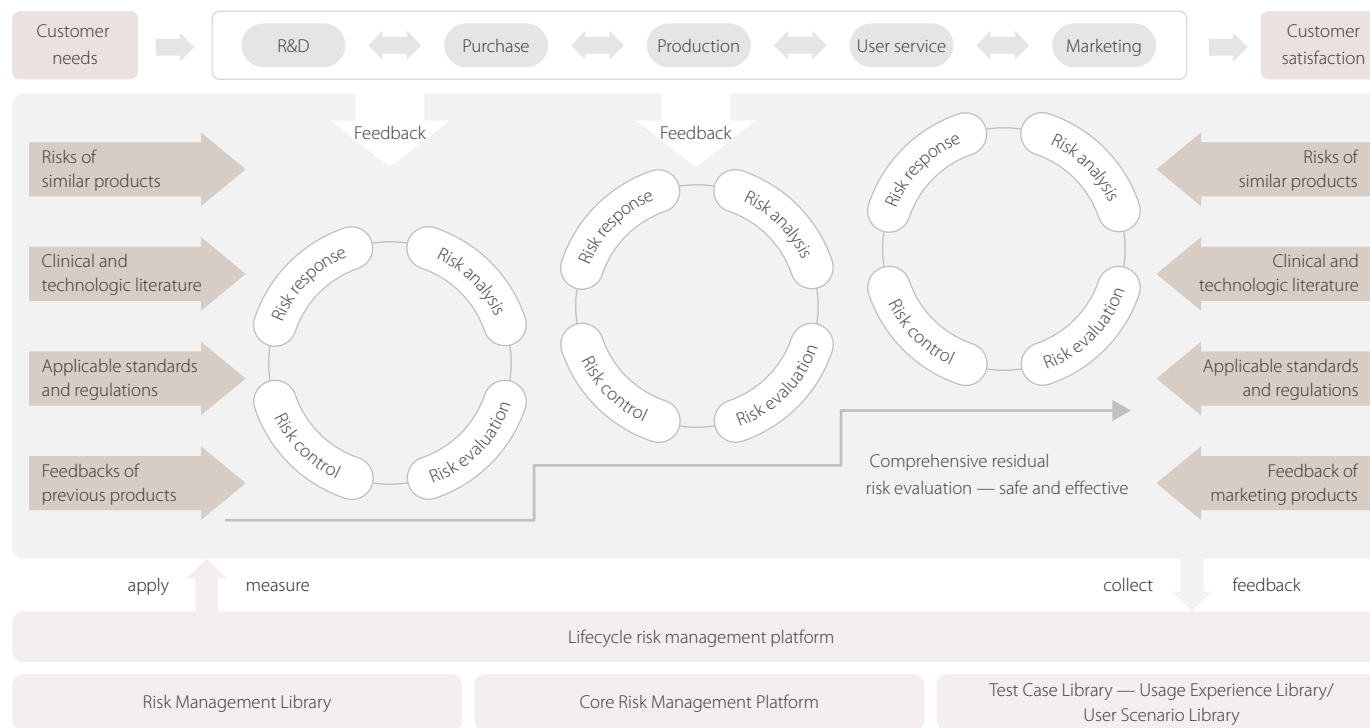 Customer
needs
R&D
Purchase
Production
User service
Marketing
Customer
satisfaction
Feedback
Feedback
Risks of
similar products
Clinical and
technologic literature
Applicable standards
and regulations
Feedbacks of
previous products
Risk response
Risk analysis
Risk control
Risk evaluation
Risk response
Risk analysis
Risk control
Risk evaluation
Risk response
Risk analysis
Risk control
Risk evaluation
Risks of
similar products
Clinical and
technologic literature
Applicable standards
and regulations
Feedback of
marketing products
Comprehensive residual
risk evaluation — safe and effective
apply
measure
collect
feedback
Lifecycle risk management platform
Risk Management Library
Core Risk Management Platform
Test Case Library — Usage Experience Library/
User Scenario Library